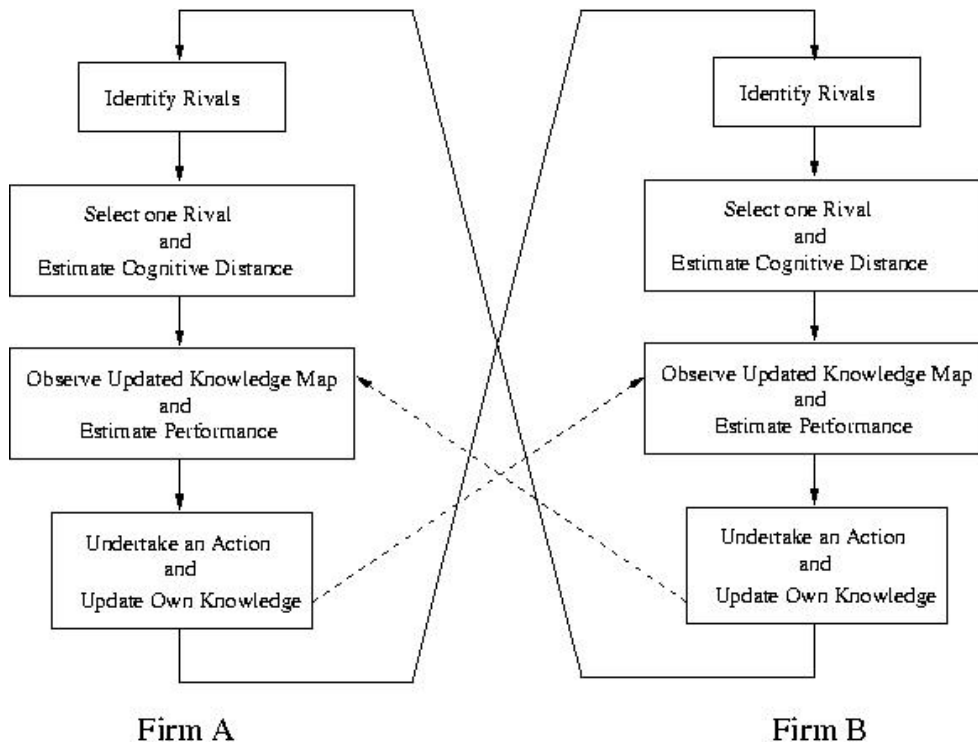 Identify Rivals
Select one Rival
and
Estimate Cognitive Distance
Observe Updated Knowledge Map
and
Estimate Performance
Undertake an Action
and
Update Own Knowledge
Firm A
Identify Rivals
Select one Rival
and
Estimate Cognitive Distance
Observe Updated Knowledge Map
and
Estimate Performance
Undertake an Action
and
Update Own Knowledge
Firm B